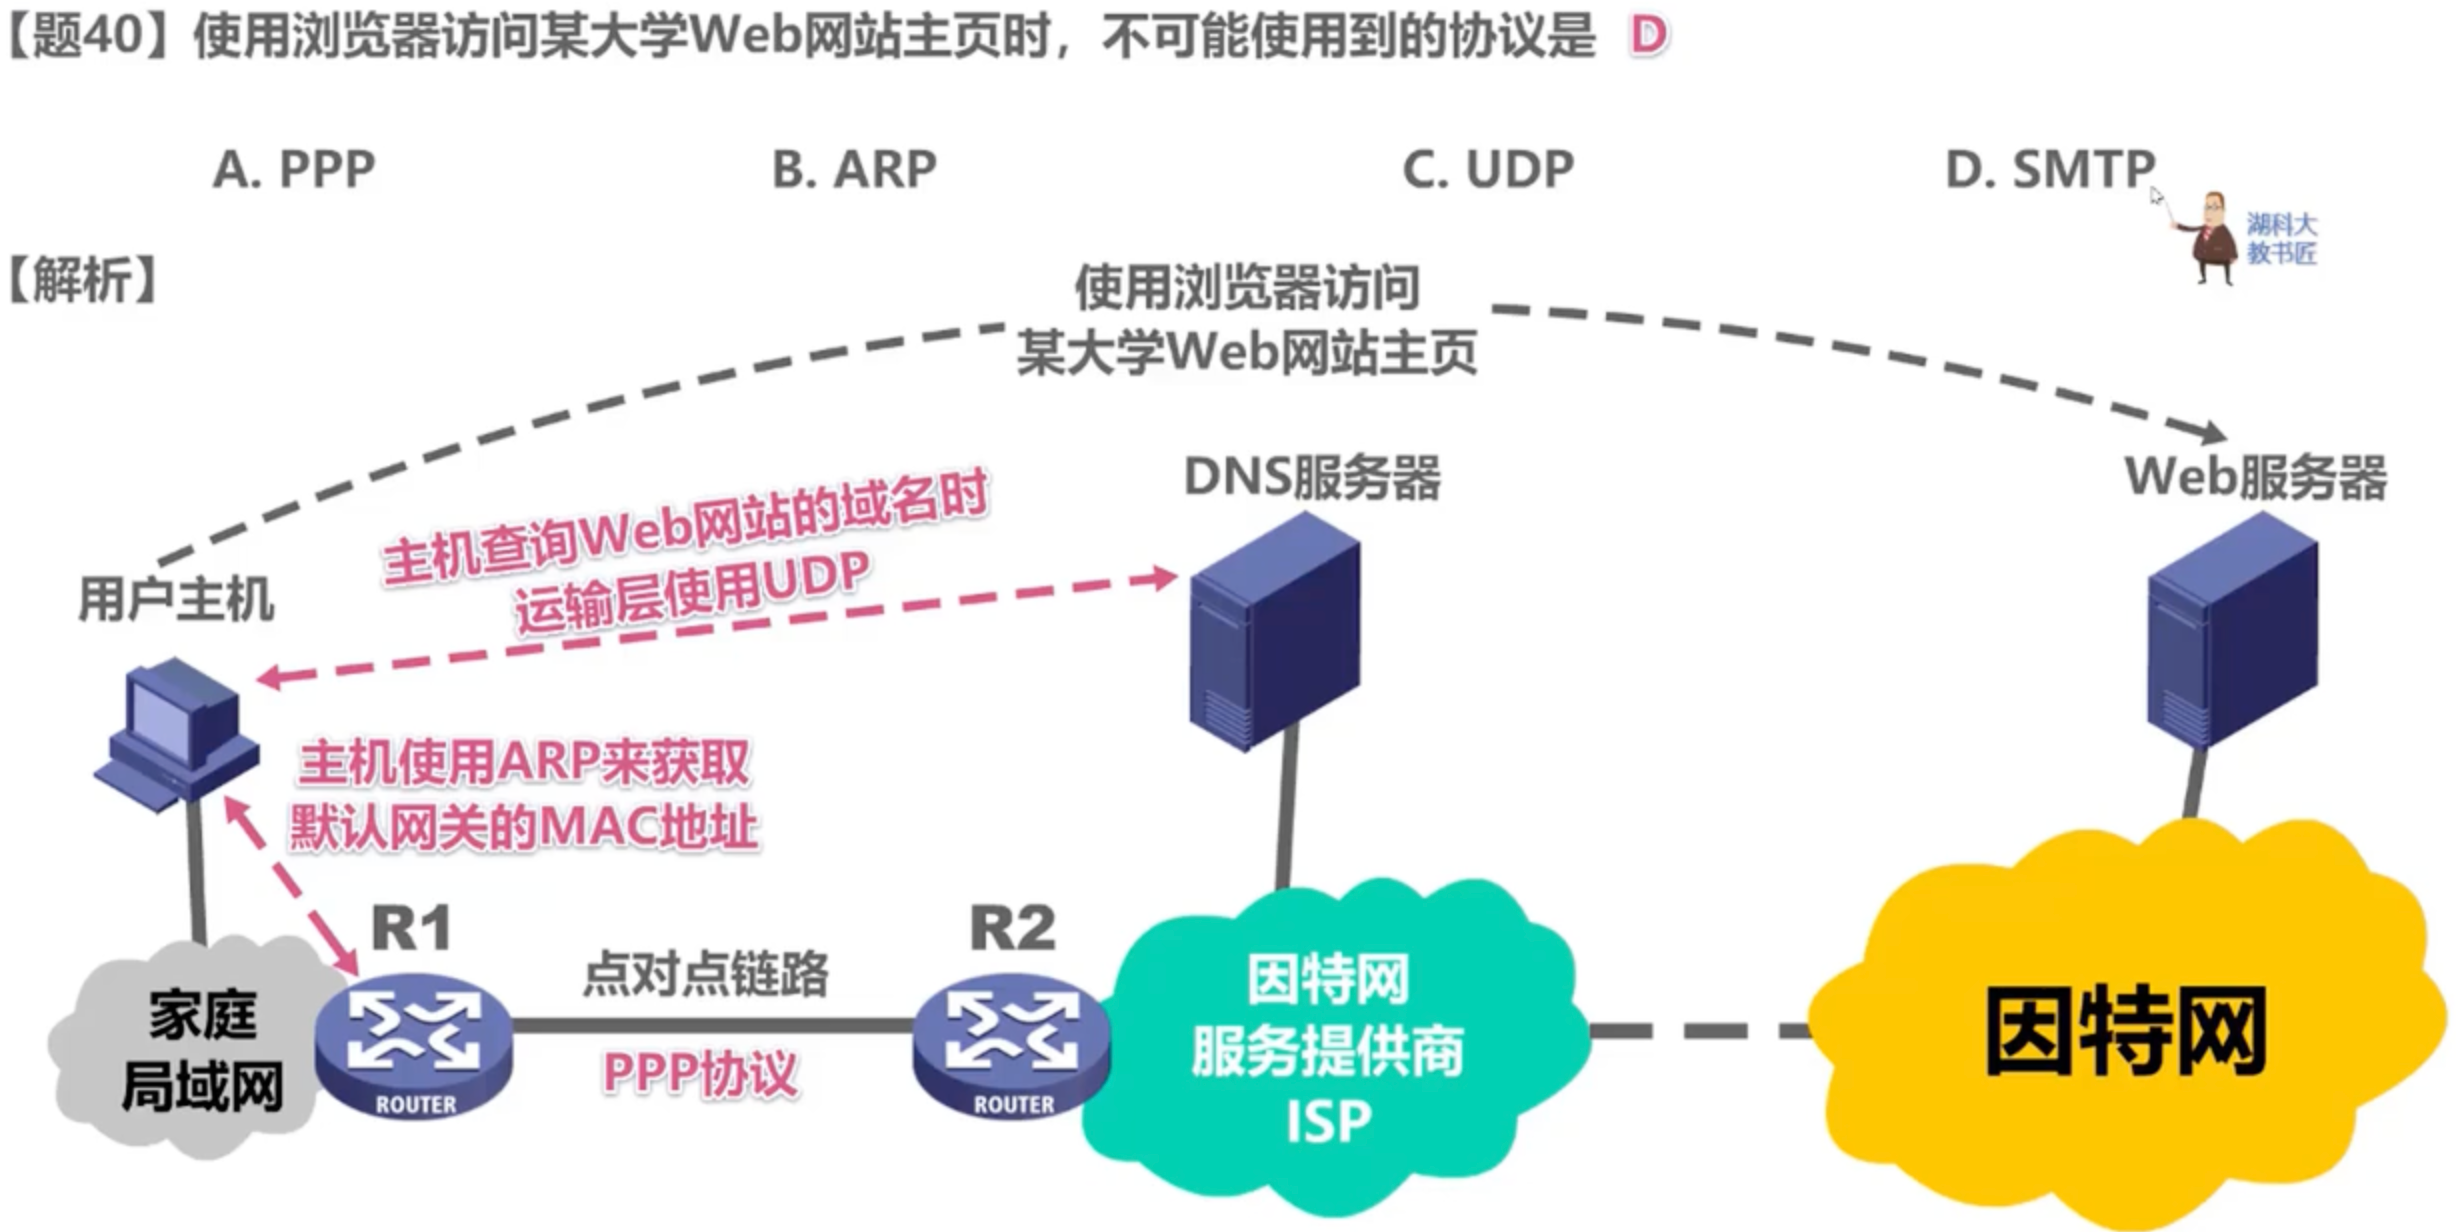 【题40】使用浏览器访问某大学Web网站主页时，不可能使用到的协议是 D
A. PPP B. ARP C. UDP D. SMTP
湖科大
教书匠
【解析】
使用浏览器访问
某大学Web网站主页
DNS服务器
Web服务器
主机查询Web网站的域名时
运输层使用UDP
用户主机
主机使用ARP来获取
默认网关的MAC地址
R1
R2
点对点链路
PPP协议
家庭
局域网
ROUTER
ROUTER
因特网
服务提供商
ISP
因特网